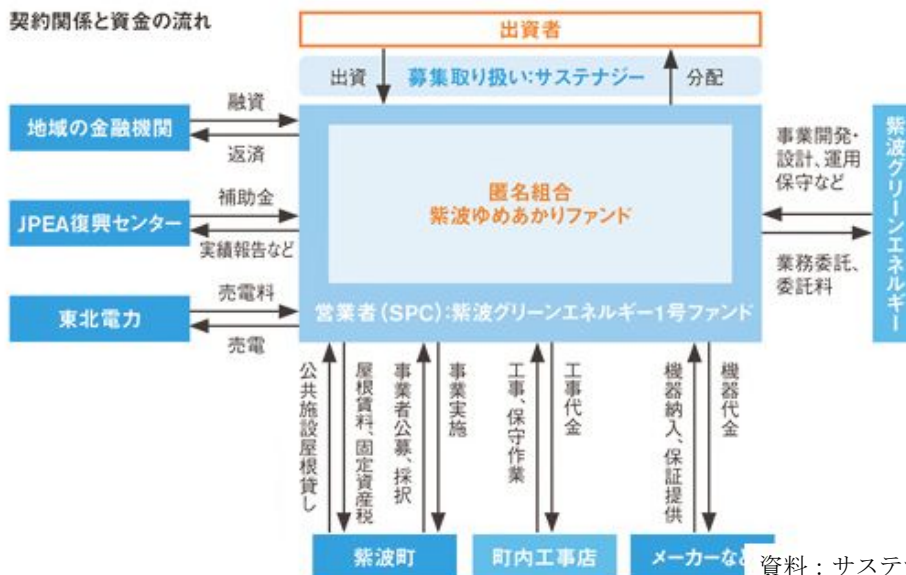 契約関係と資金の流れ
出資者
出資
募集取り扱い:サステナジー
分配
地域の金融機関
融資
返済
JPEA復興センター
補助金
実績報告など
東北電力
売電料
売電
匿名組合
紫波ゆめあかりファンド
営業者(SPC):紫波グリーンエネルギー1号ファンド
事業開発・
設計、運用
保守など
業務委託、
委託料
紫波グリーンエネルギー
公共施設屋根貸し
屋根賃料、固定資産税
事業者公募、採択
事業実施
工事、保守作業
工事代金
機器納入、保証提供
機器代金
紫波町
町内工事店
メーカーなど
資料:サステ